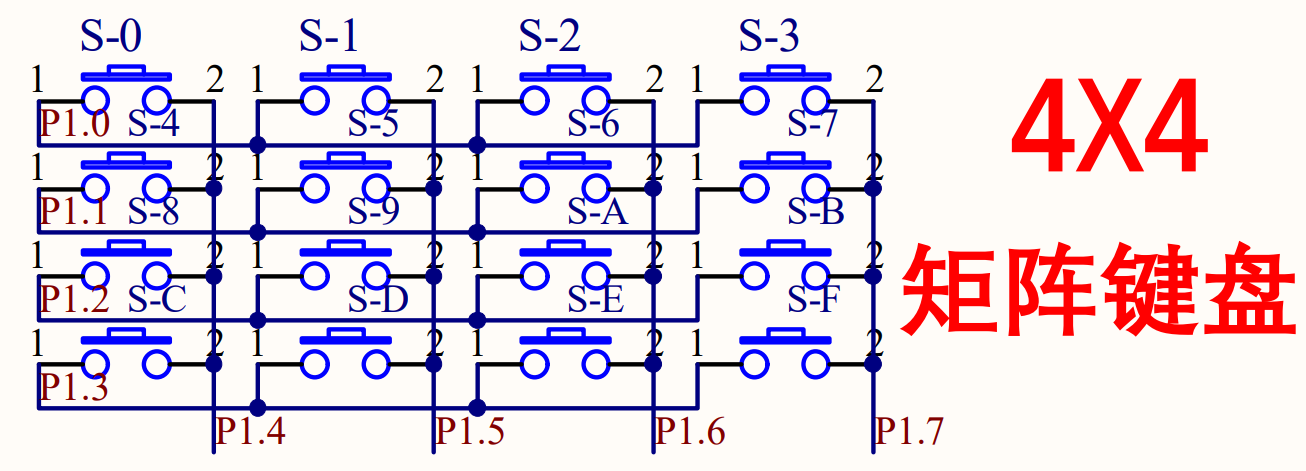 S-0 S-1 S-2 S-3
1 2 1 2 1 2 1 2
P1.0 S-4 S-5 S-6 S-7
1 2 1 2 1 2 1 2
P1.1 S-8 S-9 S-A S-B
1 2 1 2 1 2 1 2
P1.2 S-C S-D S-E S-F
1 2 1 2 1 2 1 2
P1.3
P1.4 P1.5 P1.6 P1.7
4X4
矩阵键盘